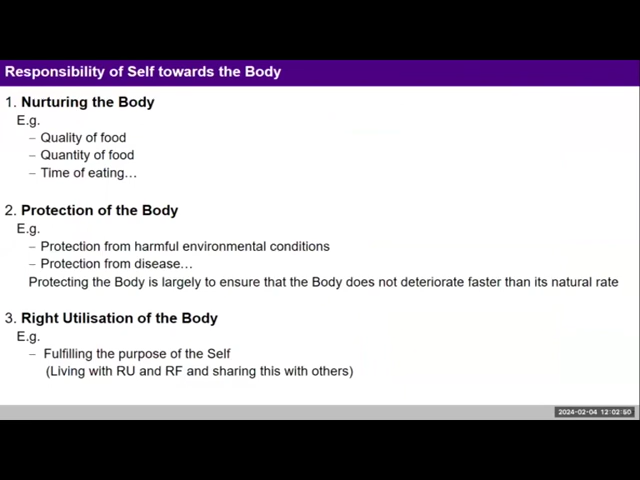 Responsibility of Self towards the Body
1. Nurturing the Body
E.g.
– Quality of food
– Quantity of food
– Time of eating…
2. Protection of the Body
E.g.
– Protection from harmful environmental conditions
– Protection from disease…
Protecting the Body is largely to ensure that the Body does not deteriorate faster than its natural rate
3. Right Utilisation of the Body
E.g.
– Fulfilling the purpose of the Self
(Living with RU and RF and sharing this with others)
2024-02-04 12:02:50